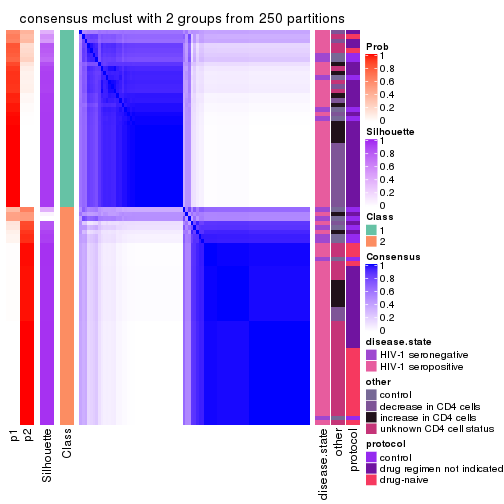 consensus mclust with 2 groups from 250 partitions
Prob
1
0.8
0.6
0.4
0.2
0
Silhouette
1
0.8
0.6
0.4
0.2
0
Class
1
2
Consensus
1
0.8
0.6
0.4
0.2
0
disease.state
HIV-1 seronegative
HIV-1 seropositive
other
control
decrease in CD4 cells
increase in CD4 cells
unknown CD4 cell status
protocol
control
drug regimen not indicated
drug-naive
p1
p2
Silhouette
Class
disease.state
other
protocol